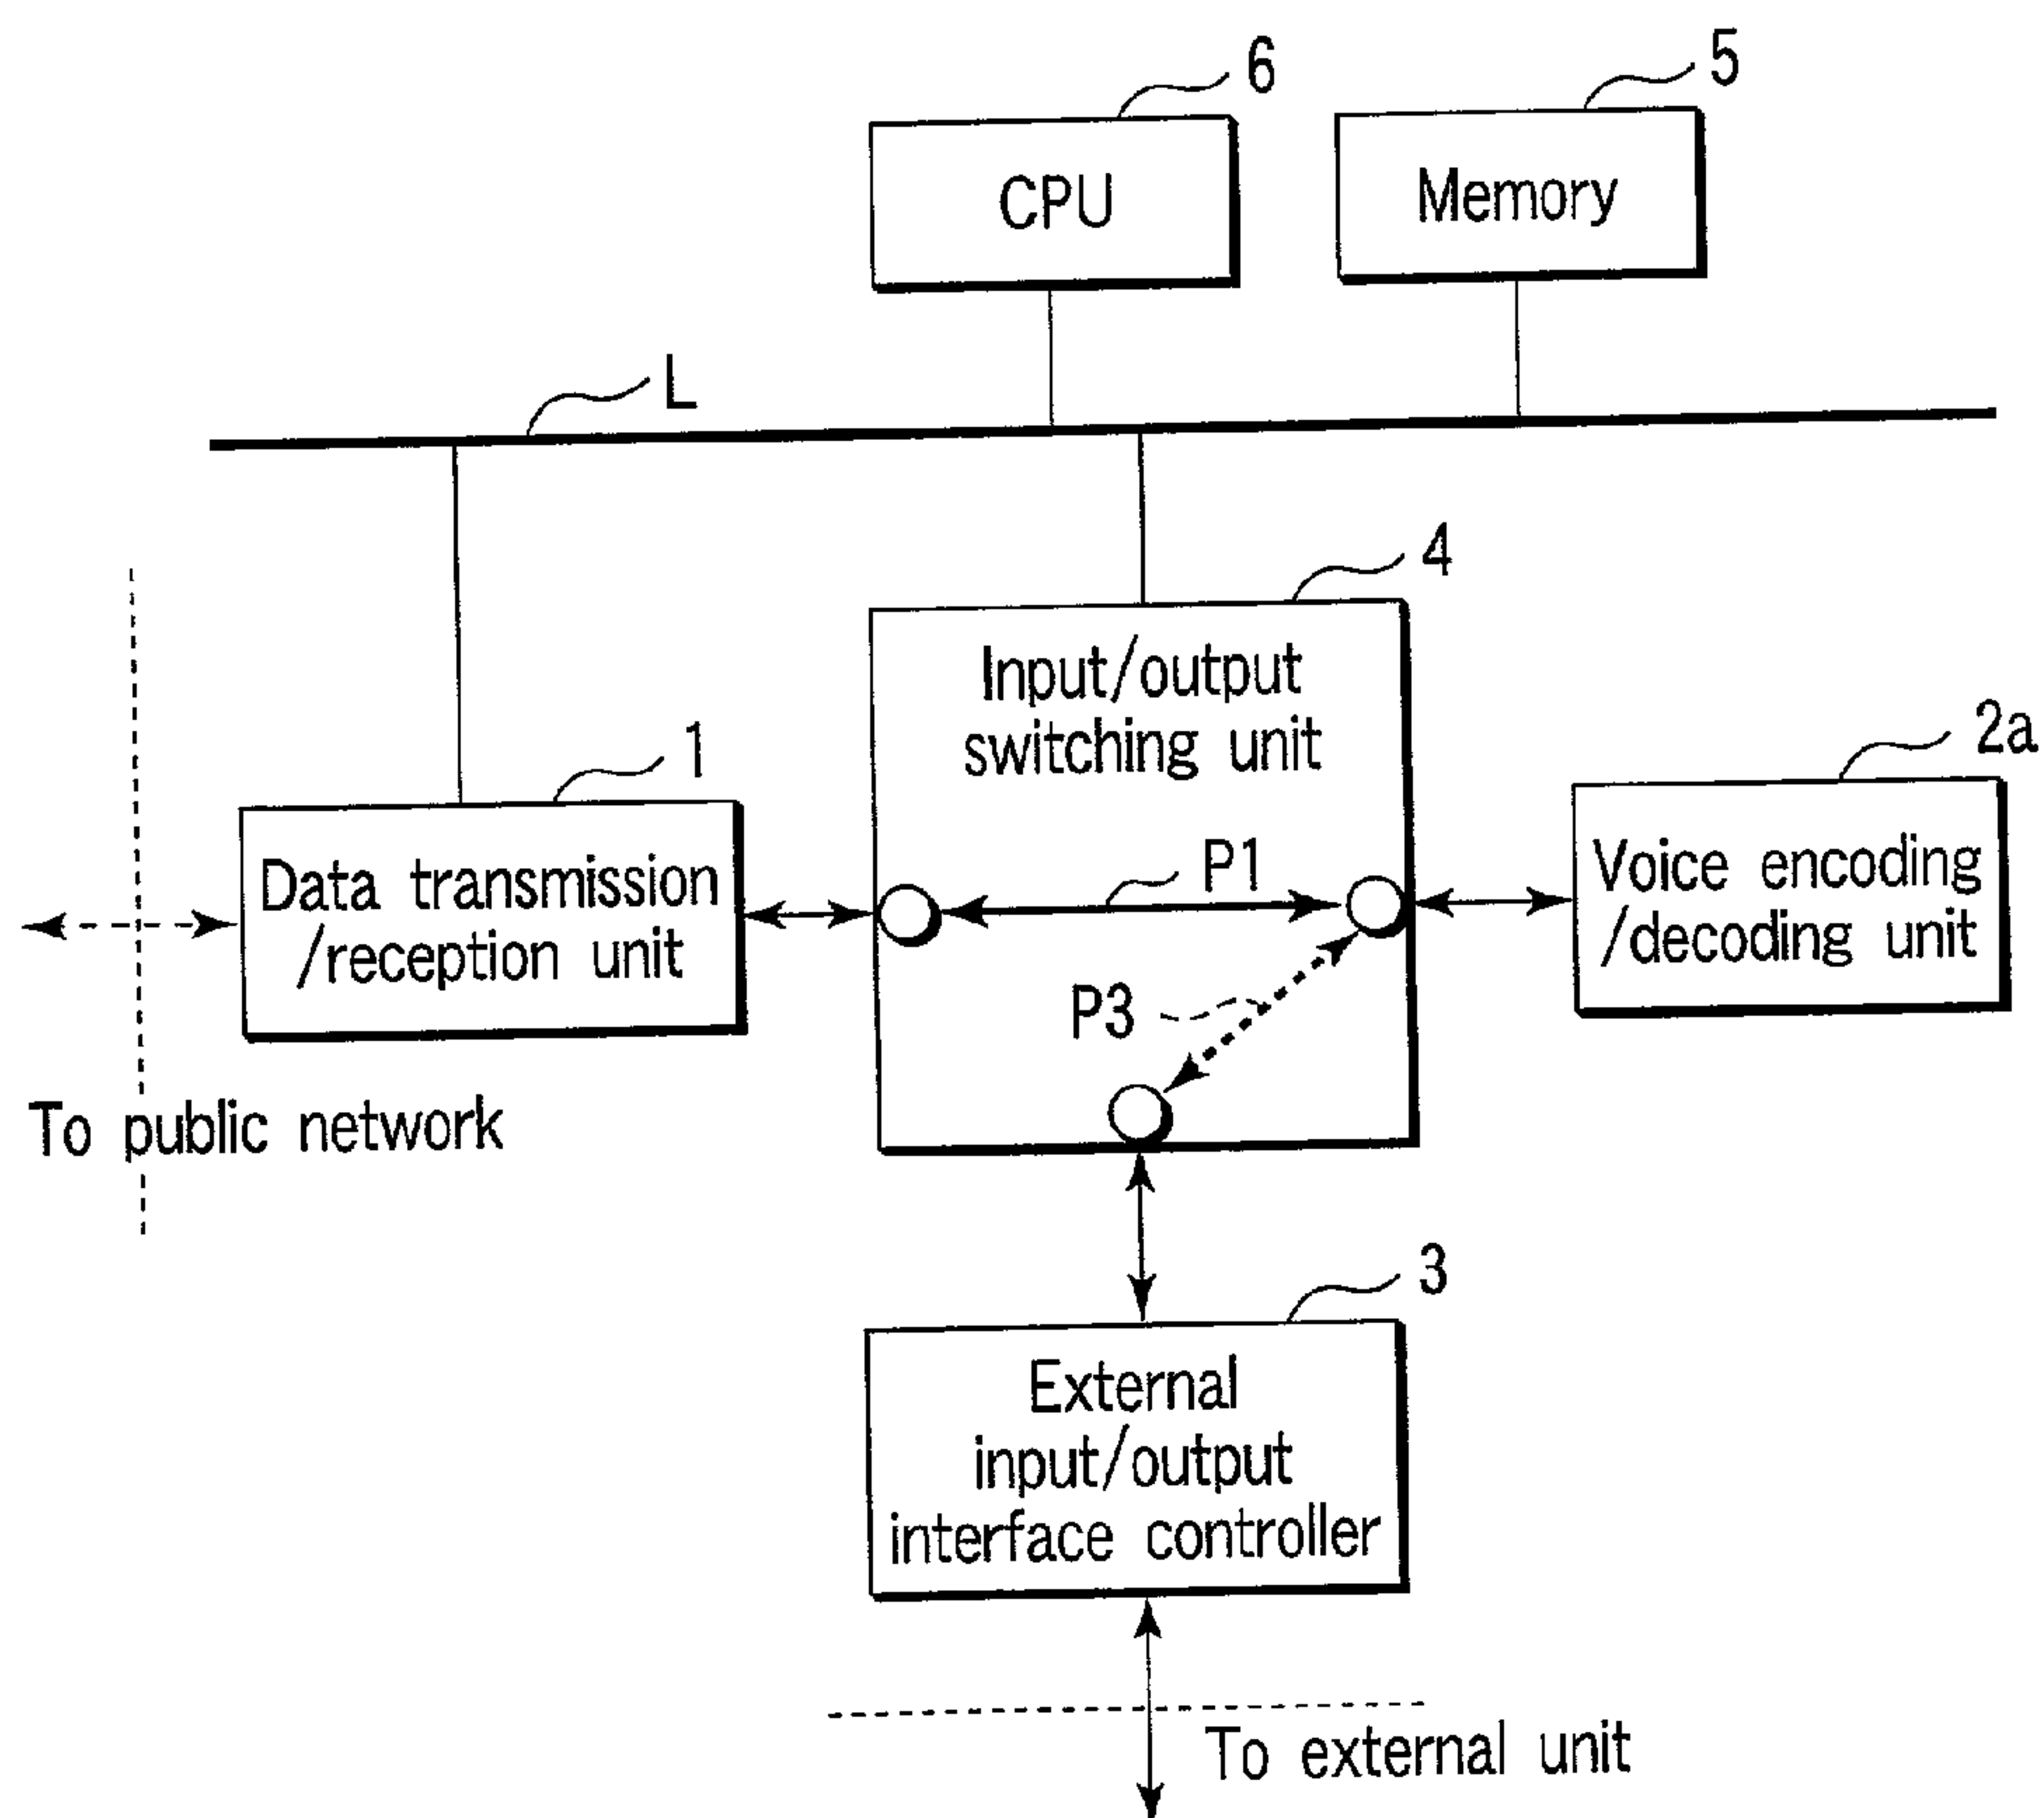 6
5
CPU
Memory
L
4
Input/output
switching unit
1
2a
Data transmission
/reception unit
P1
Voice encoding
/decoding unit
P3
To public network
3
External
input/output
interface controller
To external unit